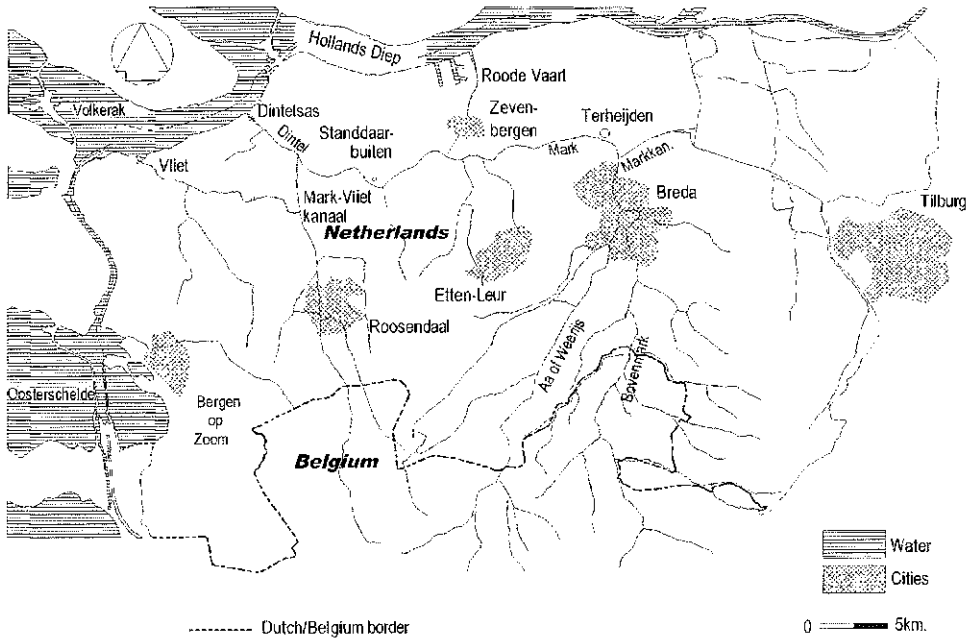 Hollands Diep
Roode Vaart
Volkerak
Dintelsas
Zeven-
bergen
Terheijden
Dintel
Standdaar-
buiten
Mark
Markkan.
Vliet
Breda
Tilburg
Mark-Vliet
kanaal
Netherlands
Etten-Leur
Roosendaal
Aa of Weerijs
Bovenmark
Oosterschelde
Bergen
op
Zoom
Belgium
Water
Cities
Dutch/Belgium border
0 5km.